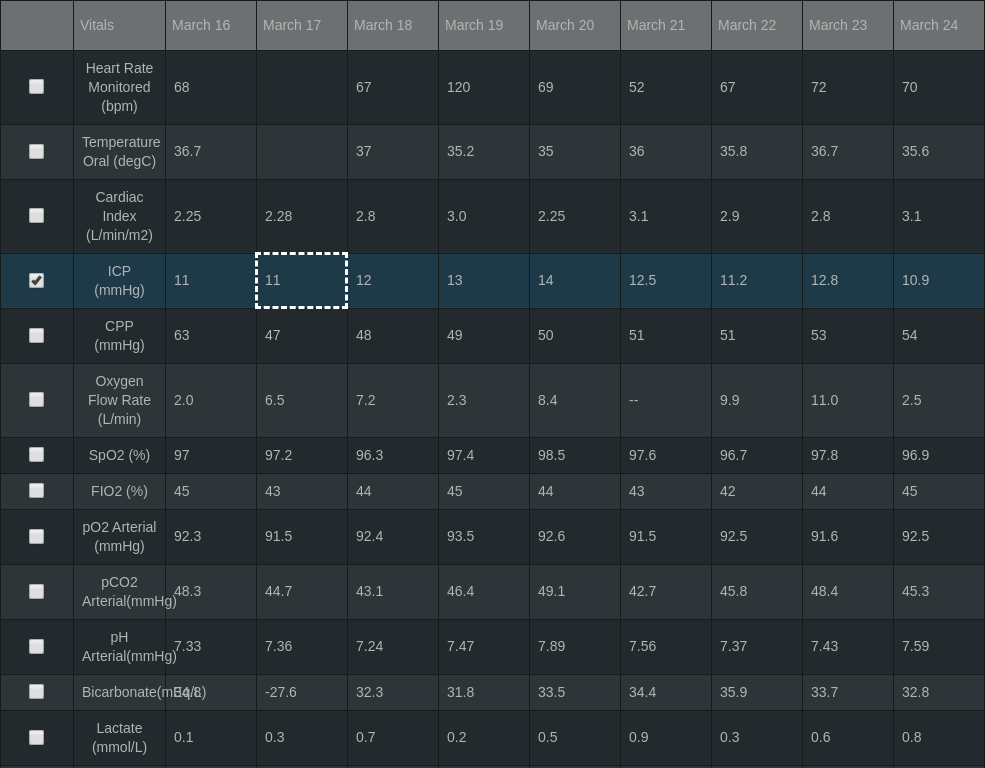 Vitals March 16 March 17 March 18 March 19 March 20 March 21 March 22 March 23 March 24
Heart Rate
Monitored
(bpm)
68 67 120 69 52 67 72 70
Temperature
Oral (degC)
36.7 37 35.2 35 36 35.8 36.7 35.6
Cardiac
Index
(L/min/m2)
2.25 2.28 2.8 3.0 2.25 3.1 2.9 2.8 3.1
ICP
(mmHg)
11 11 12 13 14 12.5 11.2 12.8 10.9
CPP
(mmHg)
63 47 48 49 50 51 51 53 54
Oxygen
Flow Rate
(L/min)
2.0 6.5 7.2 2.3 8.4 -- 9.9 11.0 2.5
SpO2 (%) 97 97.2 96.3 97.4 98.5 97.6 96.7 97.8 96.9
FIO2 (%) 45 43 44 45 44 43 42 44 45
pO2 Arterial
(mmHg)
92.3 91.5 92.4 93.5 92.6 91.5 92.5 91.6 92.5
pCO2
Arterial(mmHg)
48.3 44.7 43.1 46.4 49.1 42.7 45.8 48.4 45.3
pH
Arterial(mmHg)
7.33 7.36 7.24 7.47 7.89 7.56 7.37 7.43 7.59
Bicarbonate(mEq/L) -27.6 32.3 31.8 33.5 34.4 35.9 33.7 32.8
Lactate
(mmol/L)
0.1 0.3 0.7 0.2 0.5 0.9 0.3 0.6 0.8